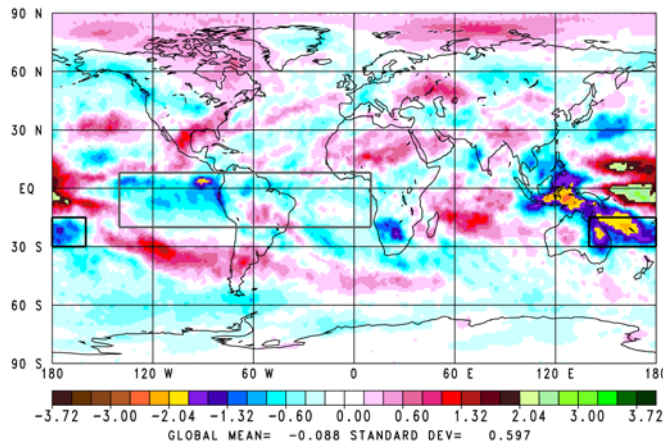 90 N
60 N
30 N
EQ
30 S
60 S
90 S
180 120 W 60 W 0 60 E 120 E 180
-3.72 -3.00 -2.04 -1.32 -0.60 0.00 0.60 1.32 2.04 3.00 3.72
GLOBAL MEAN= -0.088 STANDARD DEV= 0.597